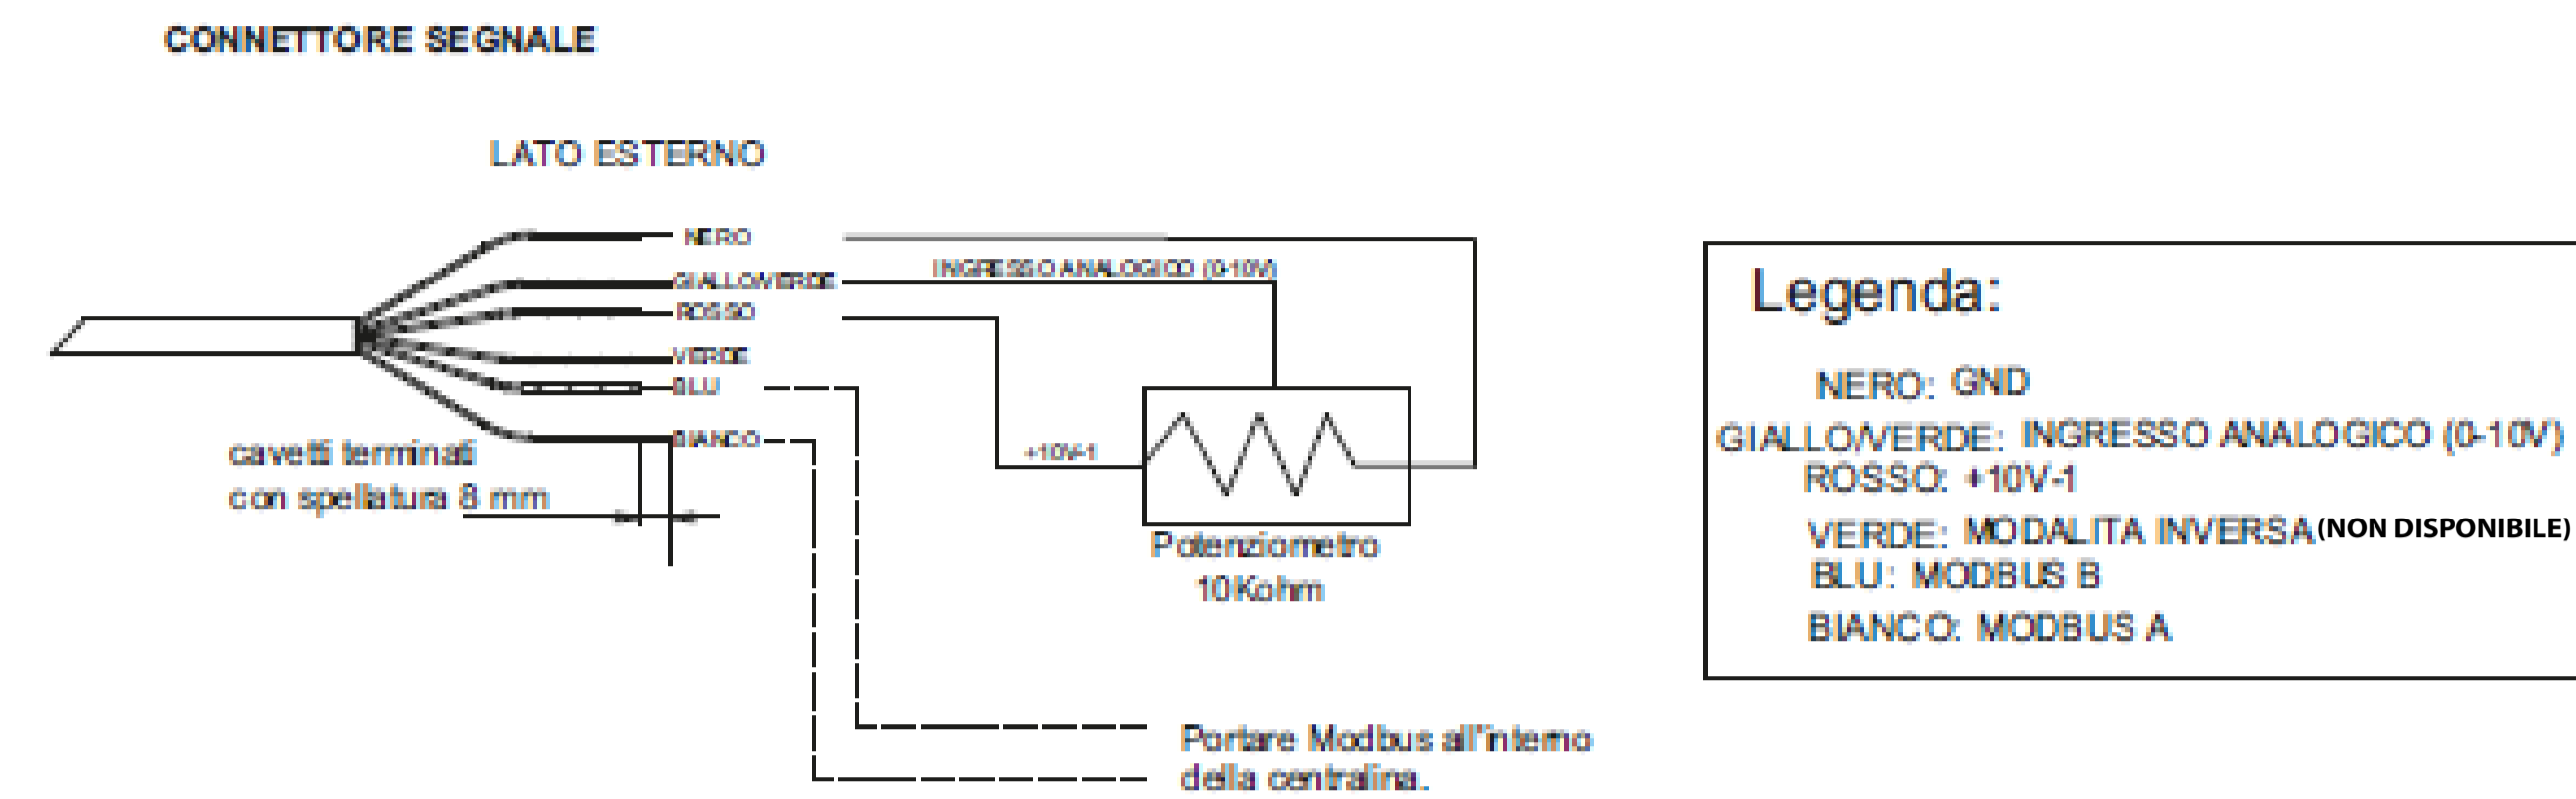 CONNETTORE SEGNALE
LATO ESTERNO
NERO
INGRESSO ANALOGICO (0-10V)
GIALLO/VERDE
ROSSO
VERDE
BLU
BIANCO
cavetti terminati
con spellatura 8 mm
+10V-1
Potenziometro
10Kohm
Portare Modbus all'interno
della centralina.
Legenda:
NERO: GND
GIALLO/VERDE: INGRESSO ANALOGICO (0-10V)
ROSSO: +10V-1
VERDE: MODALITA INVERSA (NON DISPONIBILE)
BLU: MODBUS B
BIANCO: MODBUS A